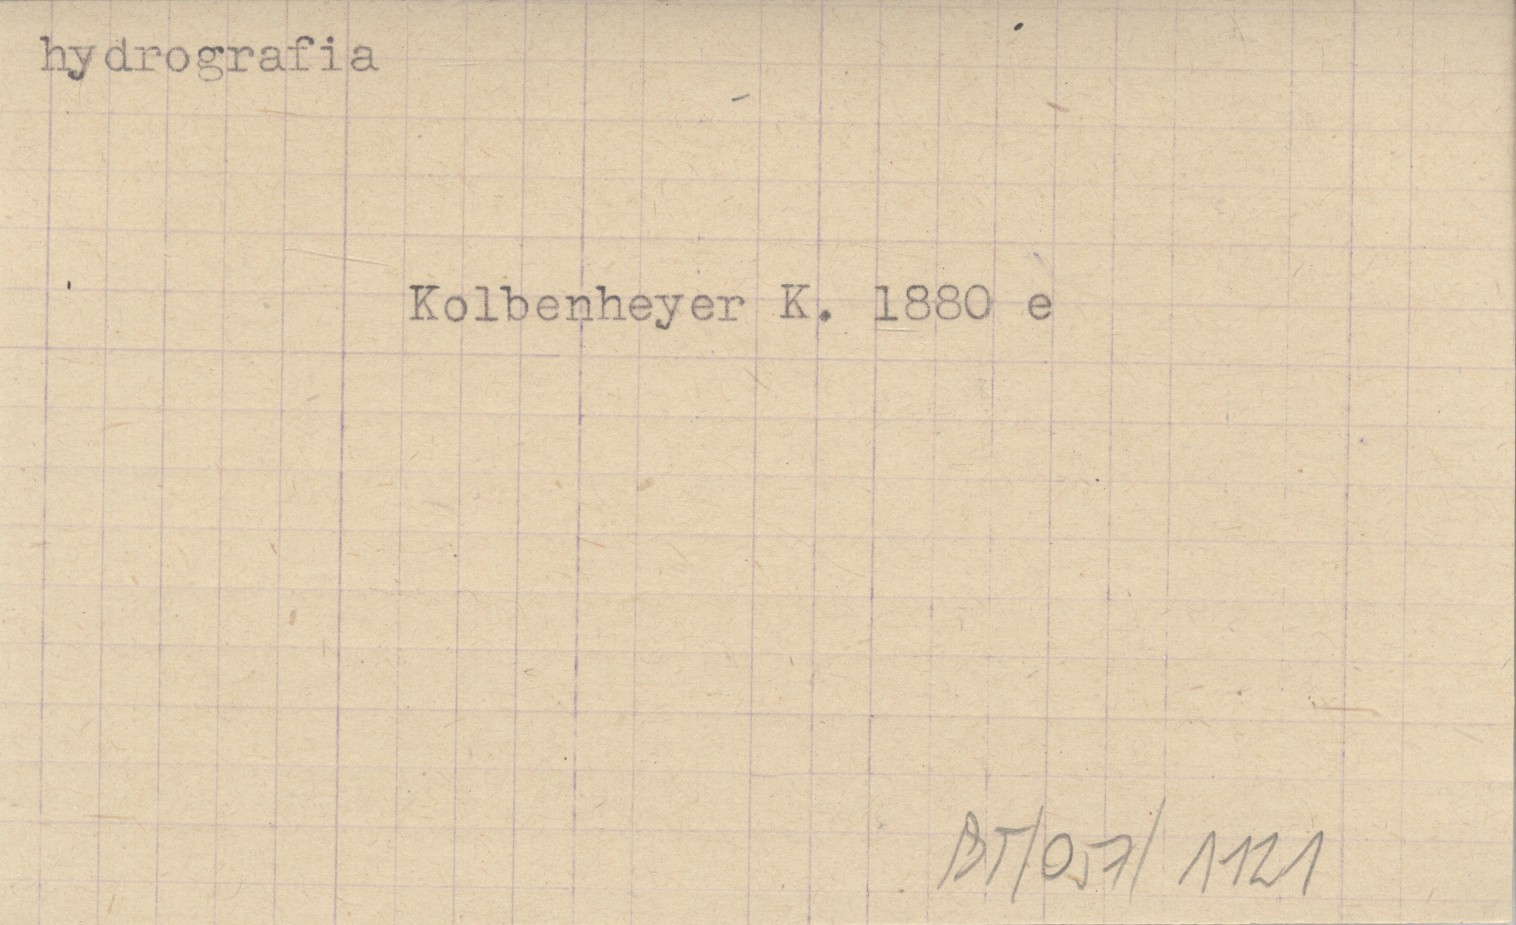 hydrografia
Kolbenheyer K. 1880 e
BT/057/1121